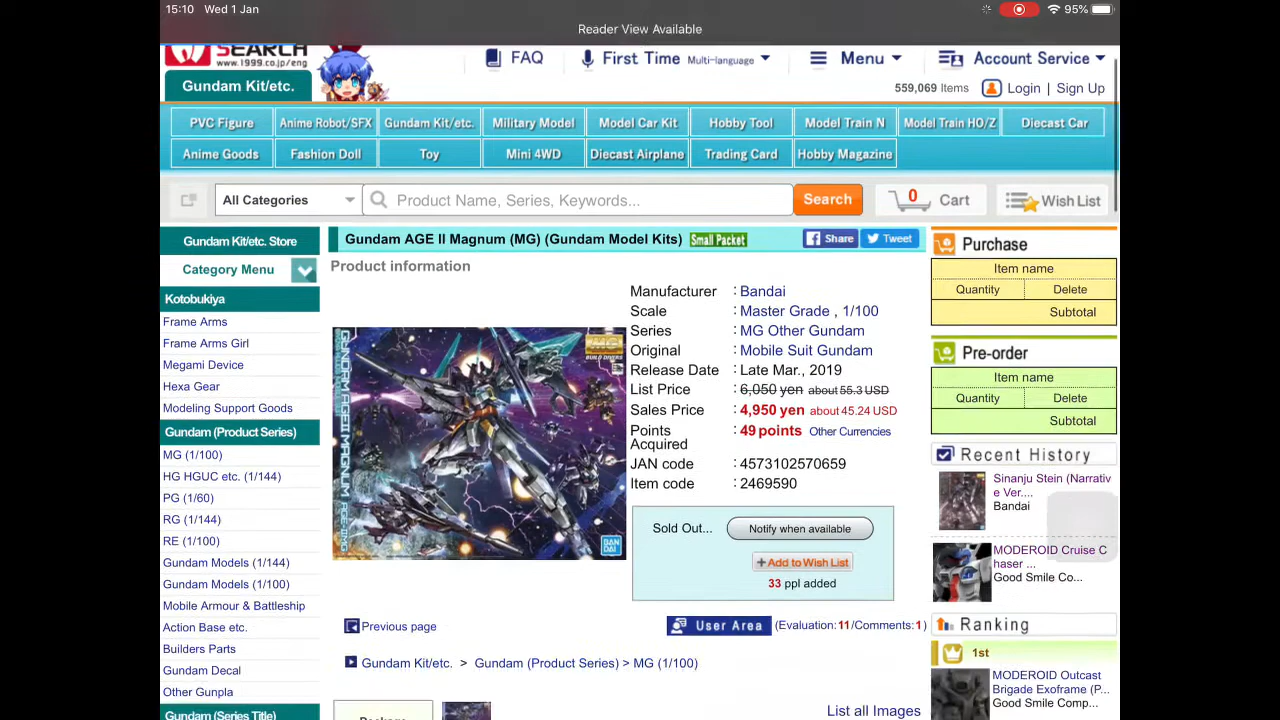 15:10 Wed 1 Jan
95%
Reader View Available
SEARCH
www.1999.co.jp/eng
Gundam Kit/etc.
FAQ
First Time Multi-language
Menu
Account Service
559,069 Items
Login | Sign Up
PVC Figure
Anime Robot/SFX
Gundam Kit/etc.
Military Model
Model Car Kit
Hobby Tool
Model Train N
Model Train HO/Z
Diecast Car
Anime Goods
Fashion Doll
Toy
Mini 4WD
Diecast Airplane
Trading Card
Hobby Magazine
All Categories
Product Name, Series, Keywords...
Search
0 Cart
Wish List
Gundam Kit/etc. Store
Category Menu
Kotobukiya
Frame Arms
Frame Arms Girl
Megami Device
Hexa Gear
Modeling Support Goods
Gundam (Product Series)
MG (1/100)
HG HGUC etc. (1/144)
PG (1/60)
RG (1/144)
RE (1/100)
Gundam Models (1/144)
Gundam Models (1/100)
Mobile Armour & Battleship
Action Base etc.
Builders Parts
Gundam Decal
Other Gunpla
Gundam (Series Title)
Gundam AGE II Magnum (MG) (Gundam Model Kits) Small Packet
Share
Tweet
Product information
GUNDAM AGEII MAGNUM
MG
BUILD DIVERS
BAN
DAI
Manufacturer : Bandai
Scale : Master Grade , 1/100
Series : MG Other Gundam
Original : Mobile Suit Gundam
Release Date : Late Mar., 2019
List Price : 6,050 yen about 55.3 USD
Sales Price : 4,950 yen about 45.24 USD
Points Acquired : 49 points Other Currencies
JAN code : 4573102570659
Item code : 2469590
Sold Out...
Notify when available
+Add to Wish List
33 ppl added
Previous page
User Area
(Evaluation:11/Comments:1)
Gundam Kit/etc. > Gundam (Product Series) > MG (1/100)
Package
List all Images
Purchase
Item name
Quantity Delete
Subtotal
Pre-order
Item name
Quantity Delete
Subtotal
Recent History
Sinanju Stein (Narrativ
e Ver....
Bandai
MODEROID Cruise C
haser ...
Good Smile Co...
Ranking
1st
MODEROID Outcast
Brigade Exoframe (P...
Good Smile Comp...